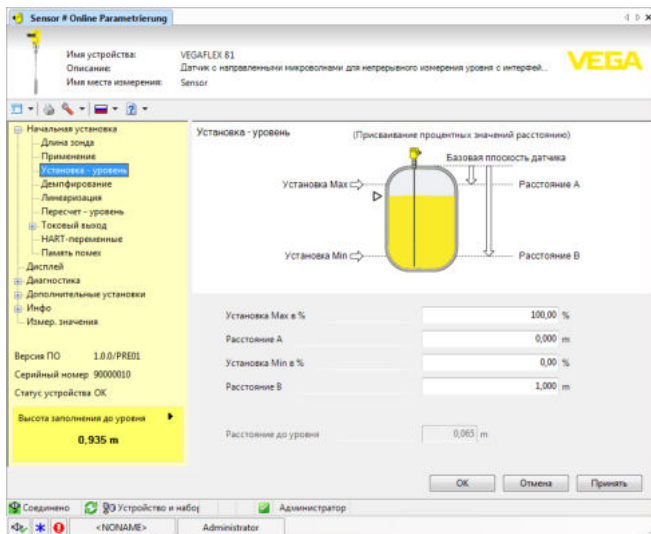 Sensor # Online Parametrierung
Имя устройства: VEGAFLEX 81
Описание: Датчик с направленными микроволнами для непрерывного измерения уровня с интерфей...
Имя места измерения: Sensor
VEGA
Начальная установка
Длина зонда
Применение
Установка - уровень
Демпфирование
Линеаризация
Пересчет - уровень
Токовый выход
HART-переменные
Память помех
Дисплей
Диагностика
Дополнительные установки
Инфо
Измер. значения
Версия ПО 1.0.0/PRE01
Серийный номер 90000010
Статус устройства OK
Высота заполнения до уровня
0,935 m
Установка - уровень (Присваивание процентных значений расстоянию)
Базовая плоскость датчика
Установка Max Расстояние A
Установка Min Расстояние B
Установка Max в % 100,00 %
Расстояние A 0,000 m
Установка Min в % 0,00 %
Расстояние B 1,000 m
Расстояние до уровня 0,065 m
OK Отмена Принять
Соединено Устройство и набој Администратор
<NONAME> Administrator